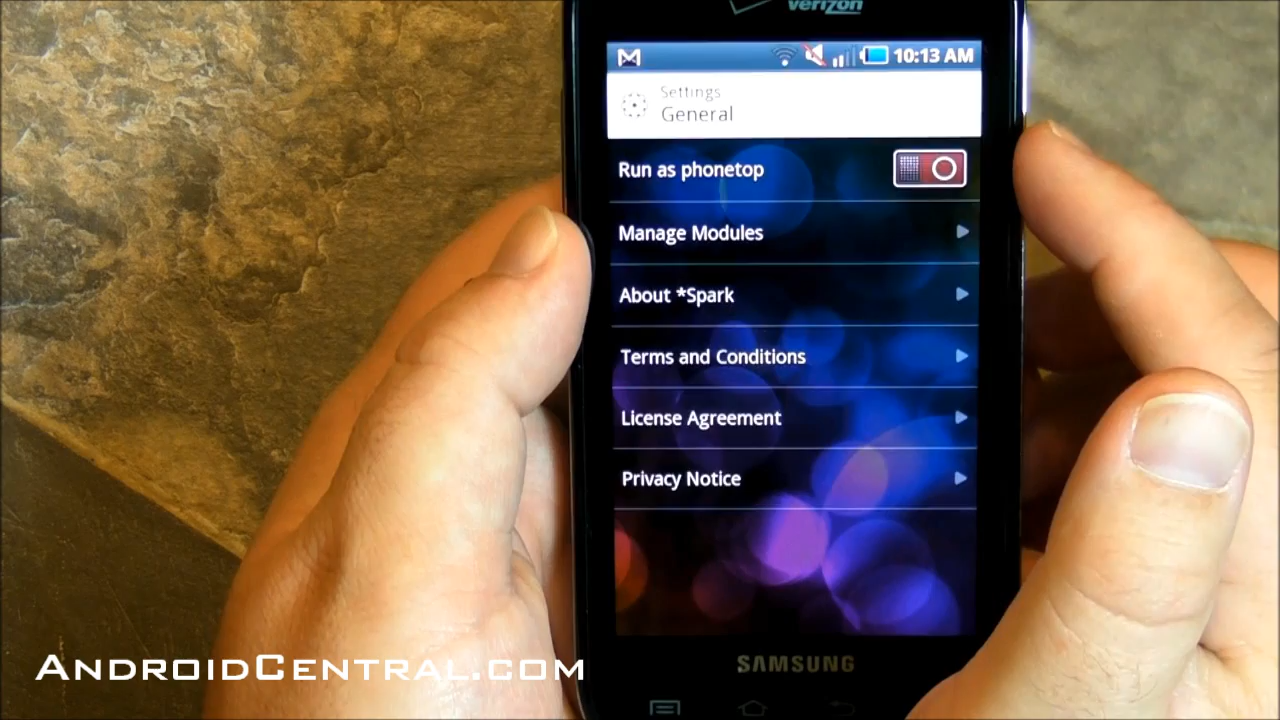 verizon
10:13 AM
Settings
General
Run as phonetop
Manage Modules
About *Spark
Terms and Conditions
License Agreement
Privacy Notice
SAMSUNG
ANDROIDCENTRAL.COM